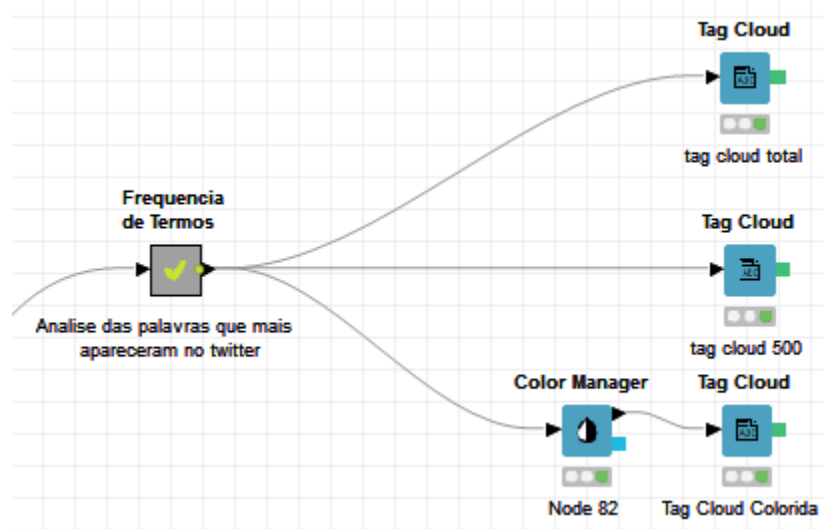 Tag Cloud
tag cloud total
Frequencia
de Termos
Analise das palavras que mais
apareceram no twitter
Tag Cloud
tag cloud 500
Color Manager
Node 82
Tag Cloud
Tag Cloud Colorida